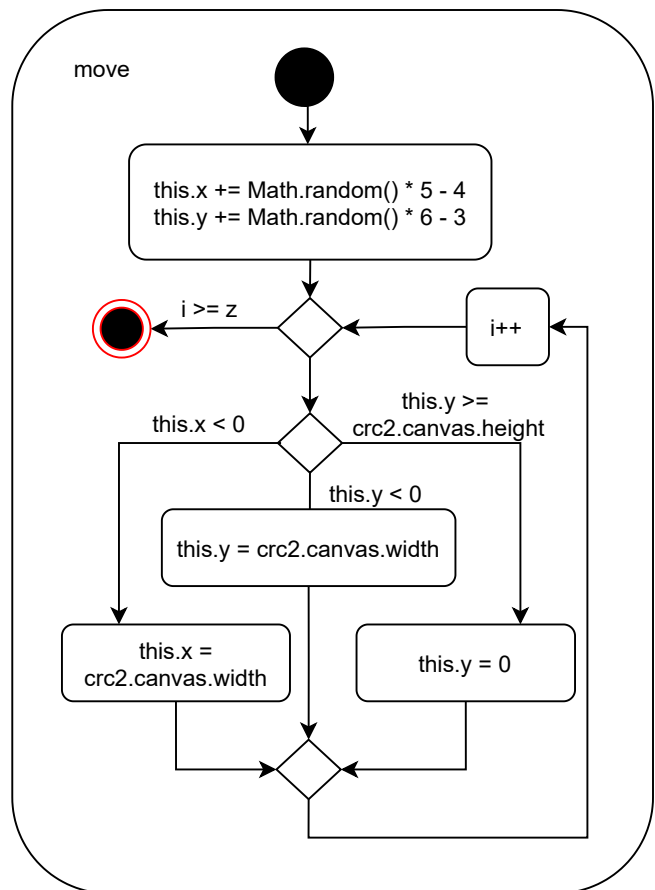 move
this.x += Math.random() * 5 - 4
this.y += Math.random() * 6 - 3
i >= z
i++
this.x < 0
this.y >=
crc2.canvas.height
this.y < 0
this.y = crc2.canvas.width
this.x =
crc2.canvas.width
this.y = 0